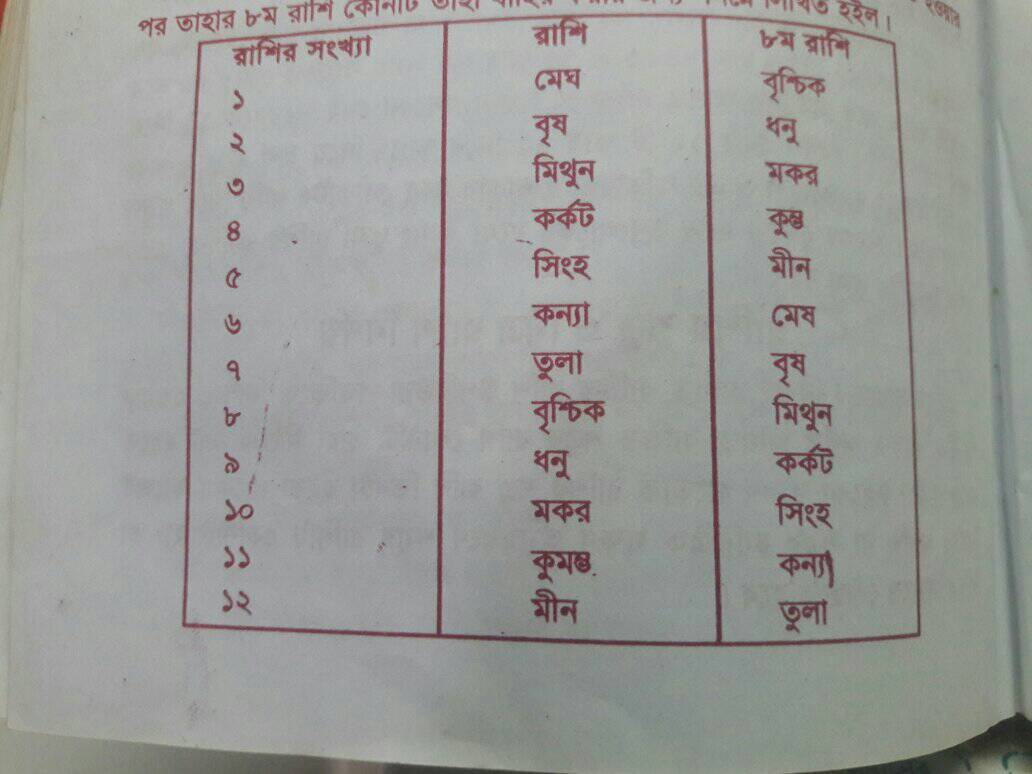 পর তাহার ৮ম রাশি কোনটি তাহা বাহির লিখিত হইল।
রাশির সংখ্যা রাশি ৮ম রাশি
১ মেঘ বৃশ্চিক
২ বৃষ ধনু
৩ মিথুন মকর
৪ কর্কট কুম্ভ
৫ সিংহ মীন
৬ কন্যা মেষ
৭ তুলা বৃষ
৮ বৃশ্চিক মিথুন
৯ ধনু কর্কট
১০ মকর সিংহ
১১ কুমম্ভ কন্যা
১২ মীন তুলা